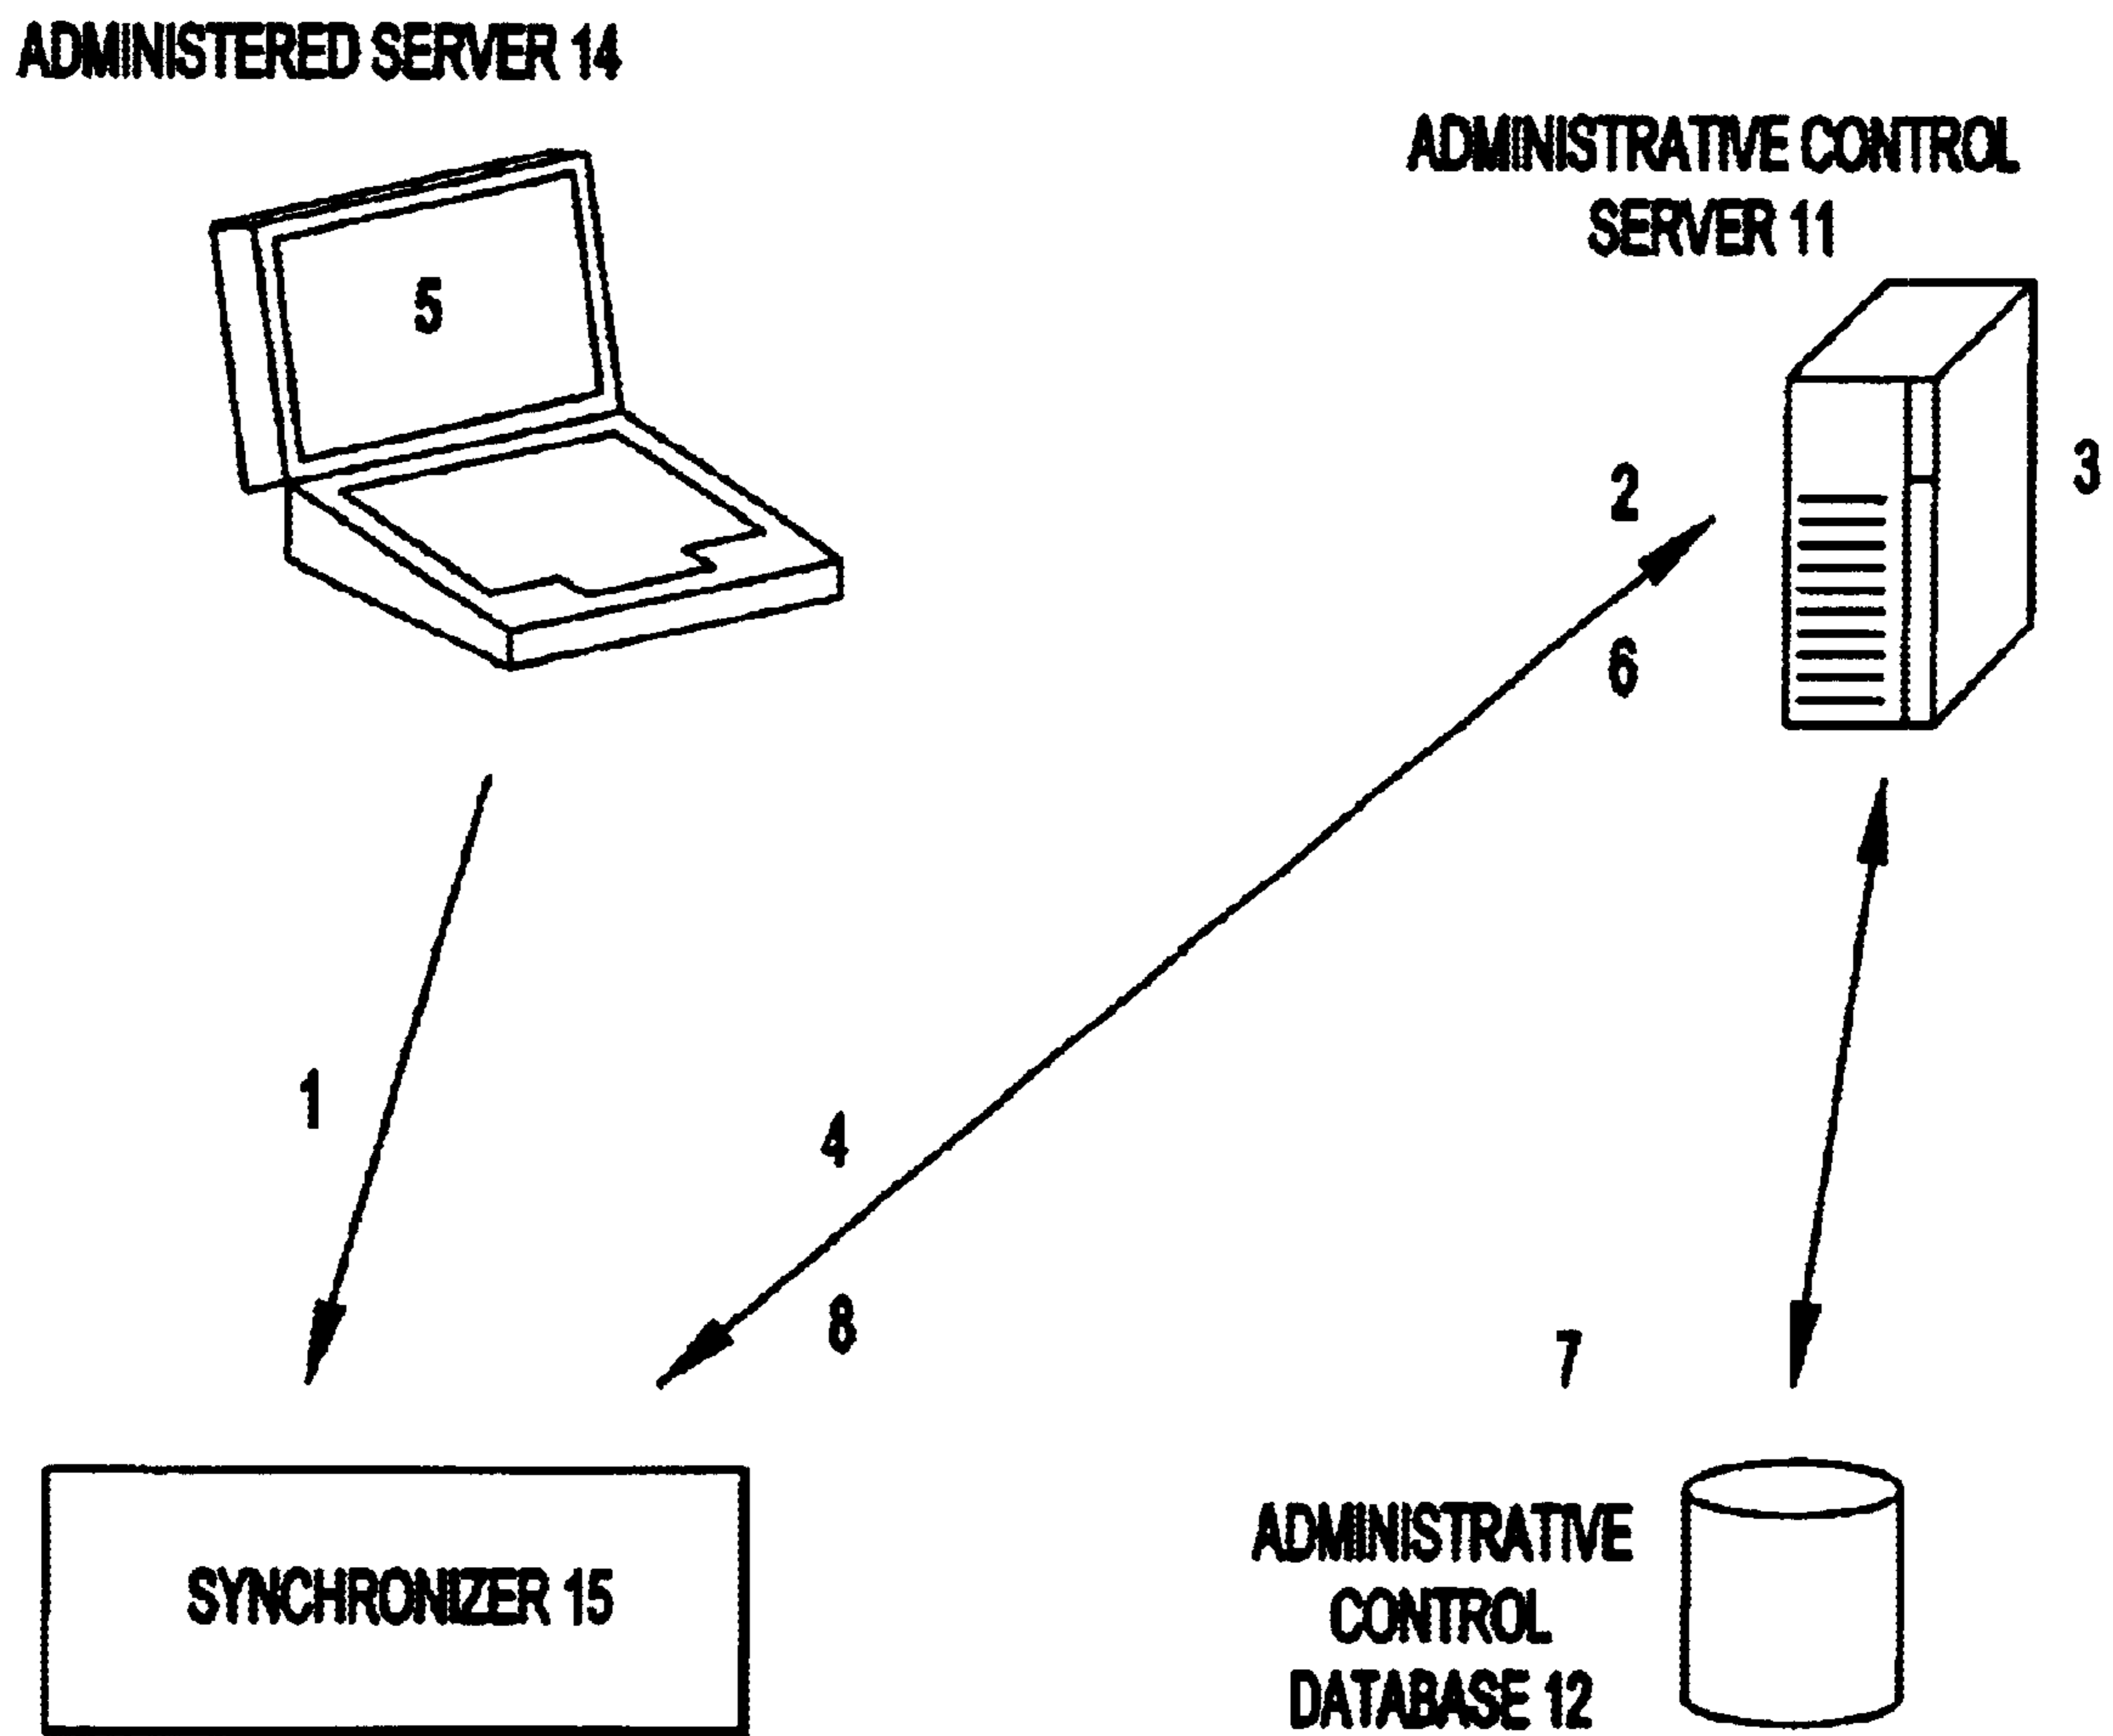 ADMINISTERED SERVER 14
ADMINISTRATIVE CONTROL
SERVER 11
5
2
3
6
1
4
8
7
SYNCHRONIZER 15
ADMINISTRATIVE
CONTROL
DATABASE 12